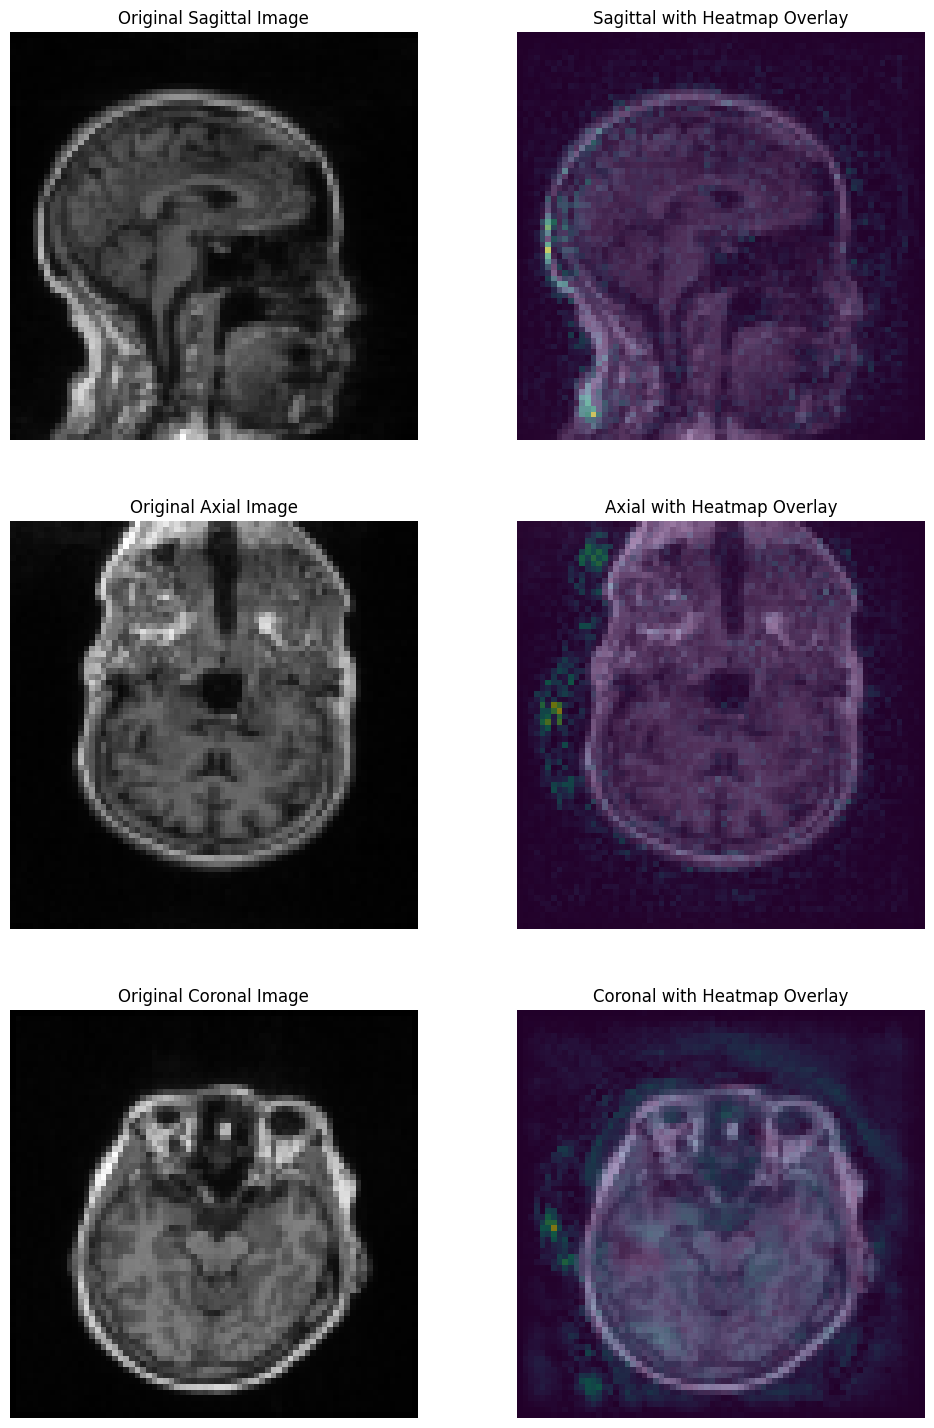 Original Sagittal Image
Sagittal with Heatmap Overlay
Original Axial Image
Axial with Heatmap Overlay
Original Coronal Image
Coronal with Heatmap Overlay